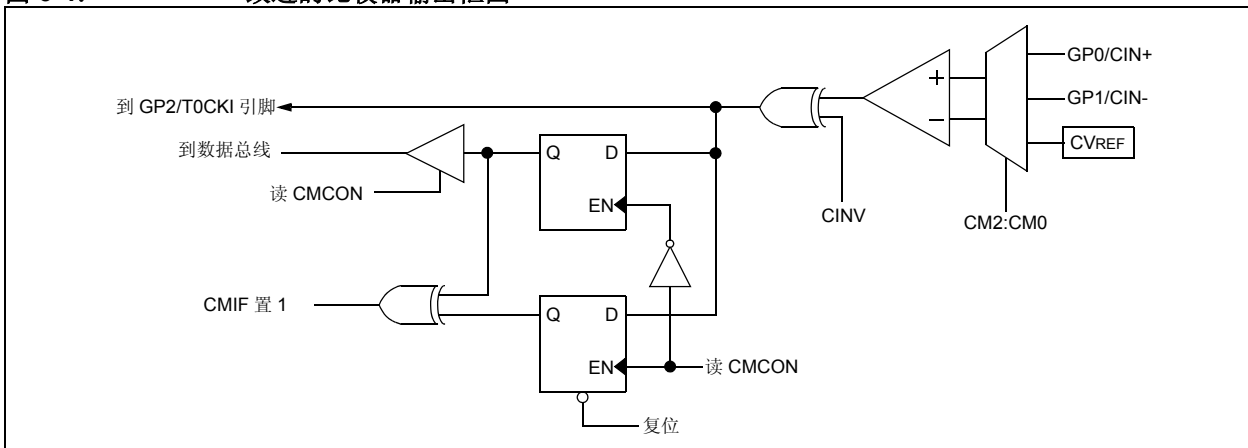 GP0/CIN+
到 GP2/T0CKI 引脚
GP1/CIN-
到数据总线
Q D
CVREF
读 CMCON
EN
CINV
CM2:CM0
CMIF 置 1
Q D
EN
读 CMCON
复位